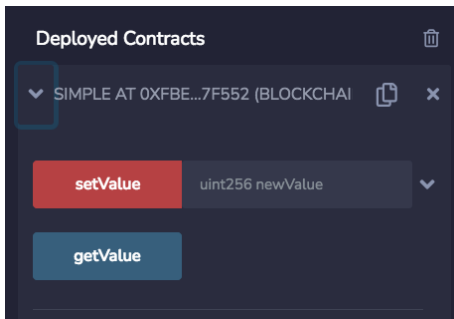 Deployed Contracts
SIMPLE AT 0XFBE...7F552 (BLOCKCHAI
setValue uint256 newValue
getValue